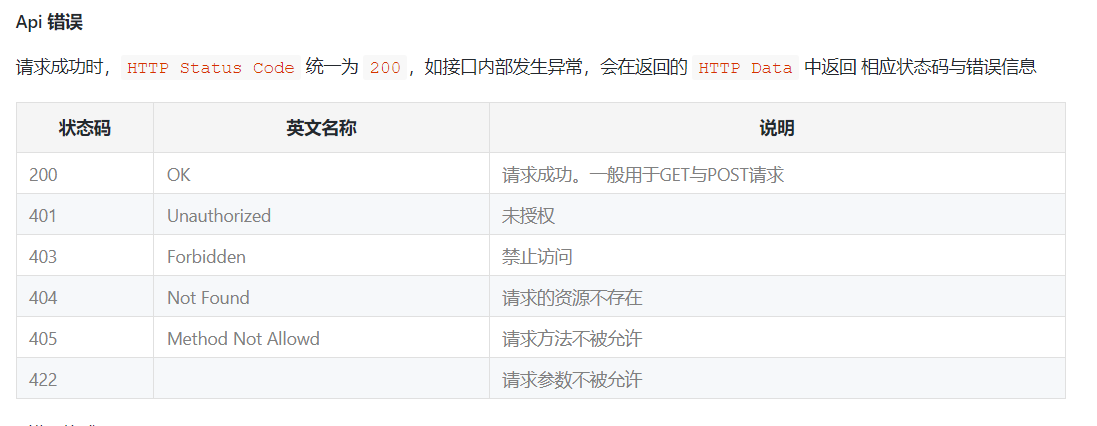 Api 错误
请求成功时， HTTP Status Code 统一为 200 ，如接口内部发生异常，会在返回的 HTTP Data 中返回 相应状态码与错误信息
状态码 英文名称 说明
200 OK 请求成功。一般用于GET与POST请求
401 Unauthorized 未授权
403 Forbidden 禁止访问
404 Not Found 请求的资源不存在
405 Method Not Allowd 请求方法不被允许
422 请求参数不被允许